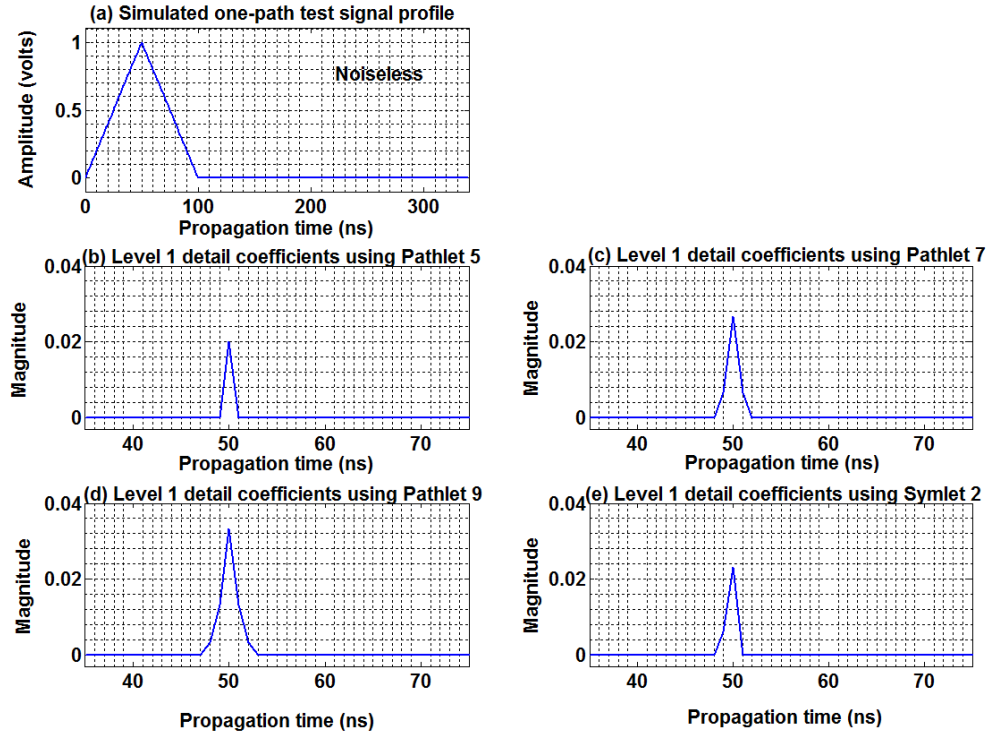 (a) Simulated one-path test signal profile
Amplitude (volts)
1
0.5
0
Noiseless
0 100 200 300
Propagation time (ns)
(b) Level 1 detail coefficients using Pathlet 5
Magnitude
0.04
0.02
0
40 50 60 70
Propagation time (ns)
(c) Level 1 detail coefficients using Pathlet 7
Magnitude
0.04
0.02
0
40 50 60 70
Propagation time (ns)
(d) Level 1 detail coefficients using Pathlet 9
Magnitude
0.04
0.02
0
40 50 60 70
Propagation time (ns)
(e) Level 1 detail coefficients using Symlet 2
Magnitude
0.04
0.02
0
40 50 60 70
Propagation time (ns)